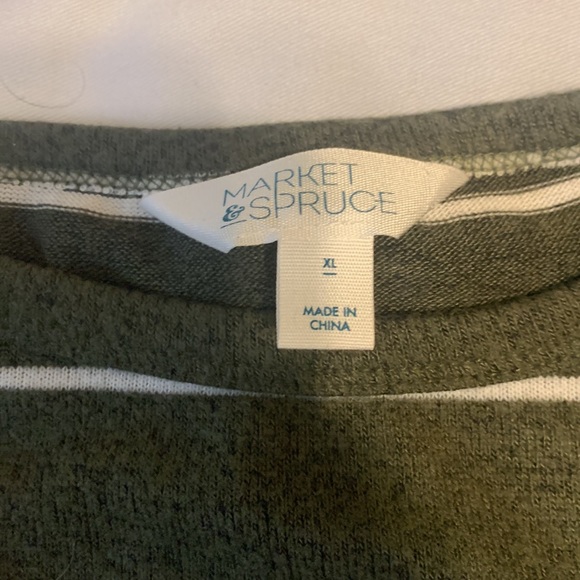 MARKET
& SPRUCE
XL
MADE IN
CHINA